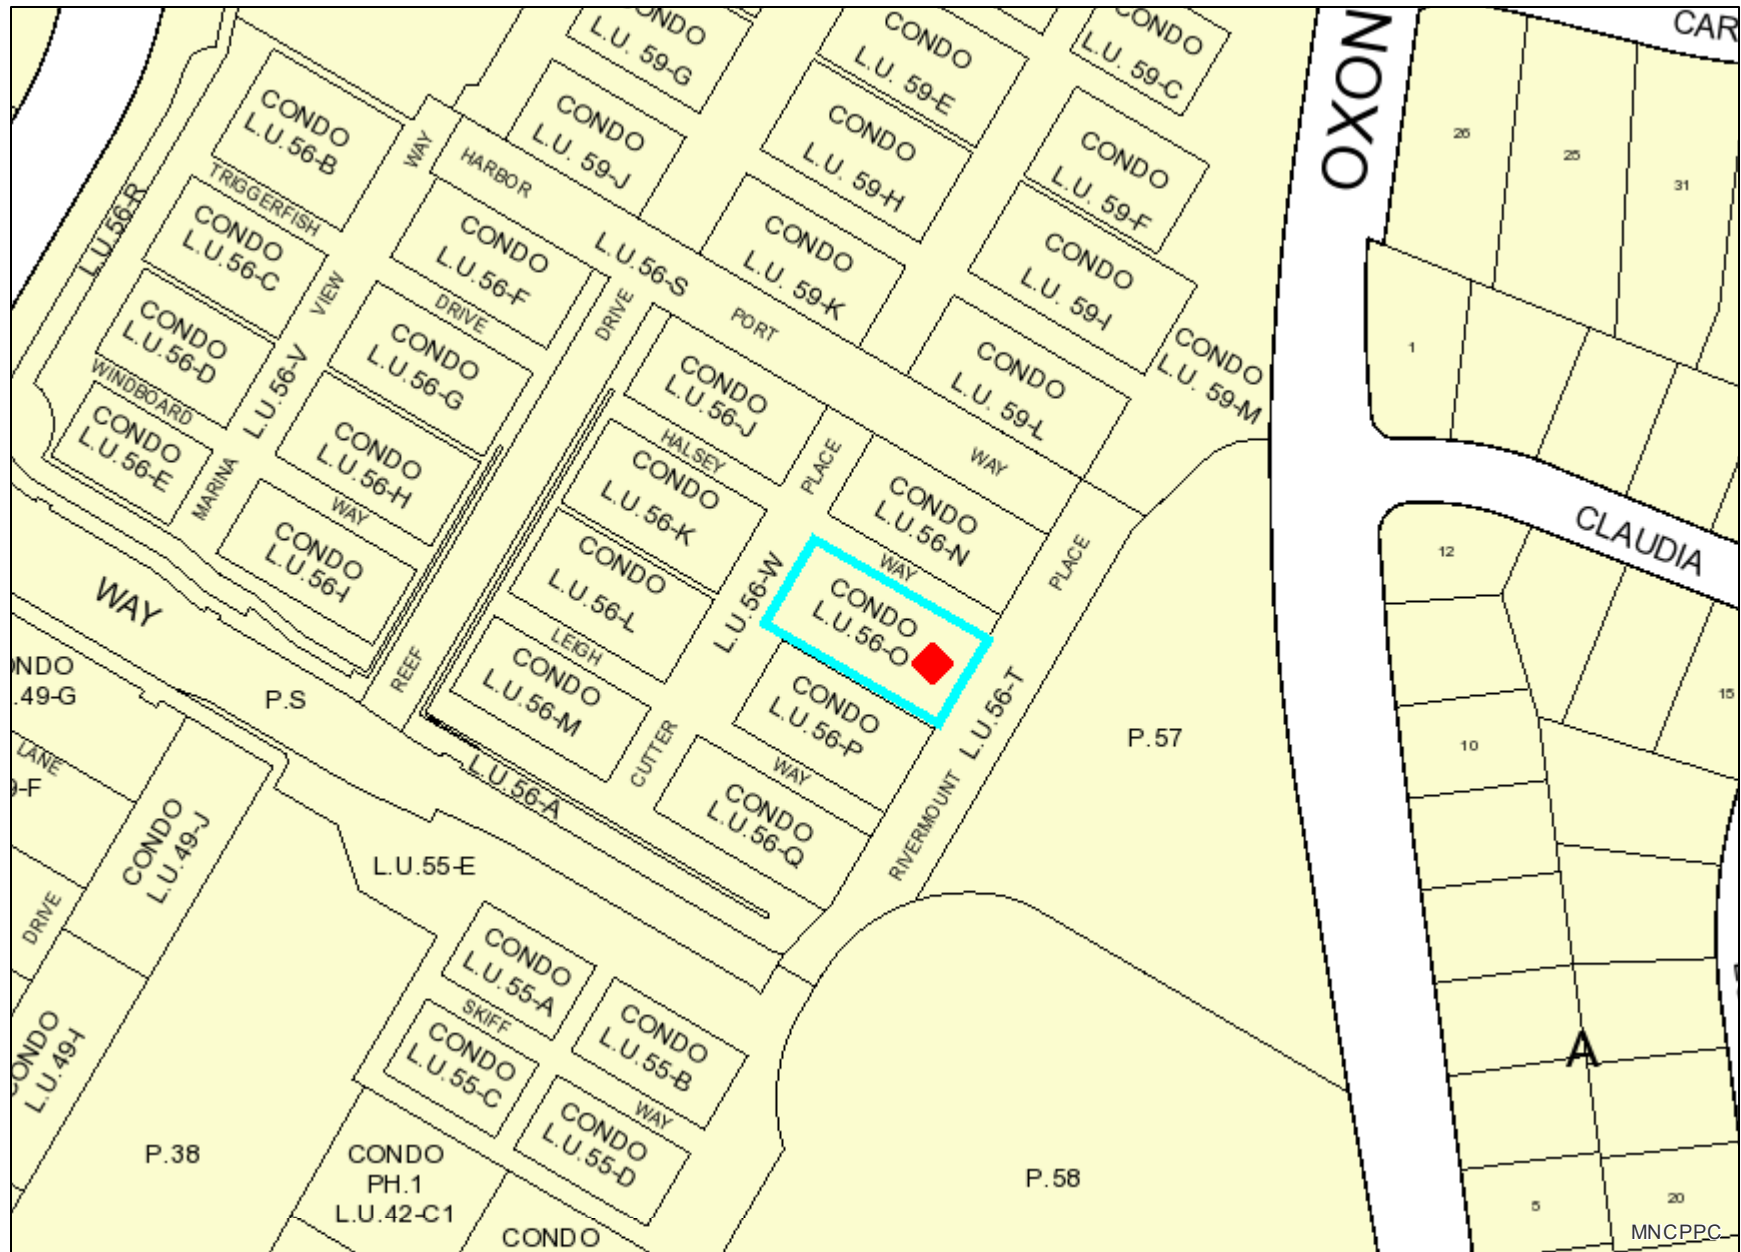 CONDO
L.U. 59-G
CONDO
L.U. 59-E
CONDO
L.U. 59-C
OXON
CAR
26
25
31
CONDO
L.U.56-B
WAY
HARBOR
CONDO
L.U. 59-J
CONDO
L.U. 59-H
CONDO
L.U. 59-F
TRIGGERFISH
L.U.56-R
CONDO
L.U.56-C
CONDO
L.U.56-F
L.U.56-S
CONDO
L.U. 59-K
CONDO
L.U. 59-I
VIEW
DRIVE
DRIVE
PORT
CONDO
L.U.56-D
L.U.56-V
CONDO
L.U.56-G
CONDO
L.U.56-J
CONDO
L.U. 59-L
CONDO
L.U. 59-M
1
WINDBOARD
CONDO
L.U.56-E
MARINA
CONDO
L.U.56-H
HALSEY
PLACE
WAY
CONDO
L.U.56-K
CONDO
L.U.56-N
WAY
CONDO
L.U.56-I
CLAUDIA
WAY
CONDO
L.U.56-L
L.U.56-W
WAY
CONDO
L.U.56-O
PLACE
12
LEIGH
REEF
CONDO
L.U.56-M
CONDO
L.U.56-P
L.U.56-T
P.57
15
10
NDO
.49-G
P.S
LANE
9-F
CUTTER
WAY
L.U.56-A
CONDO
L.U.56-Q
RIVERMOUNT
CONDO
L.U.49-J
L.U.55-E
DRIVE
CONDO
L.U.55-A
SKIFF
CONDO
L.U.55-B
CONDO
L.U.55-C
WAY
CONDO
L.U.55-D
ONDO
L.U.49-I
A
P.38
CONDO
PH.1
L.U.42-C1
CONDO
P.58
5
20
MNCPPC